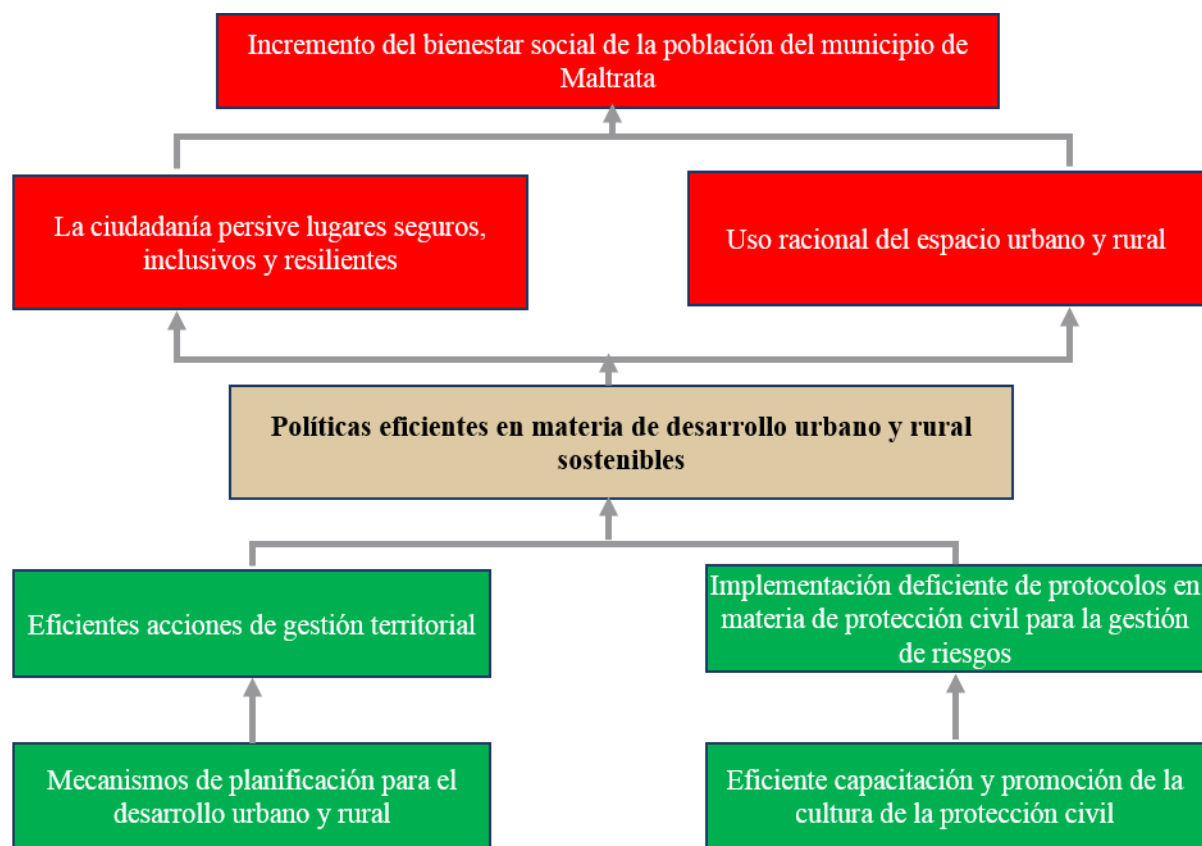 Incremento del bienestar social de la población del municipio de
Maltrata
La ciudadanía persive lugares seguros,
inclusivos y resilientes
Uso racional del espacio urbano y rural
Políticas eficientes en materia de desarrollo urbano y rural
sostenibles
Eficientes acciones de gestión territorial
Implementación deficiente de protocolos en
materia de protección civil para la gestión
de riesgos
Mecanismos de planificación para el
desarrollo urbano y rural
Eficiente capacitación y promoción de la
cultura de la protección civil